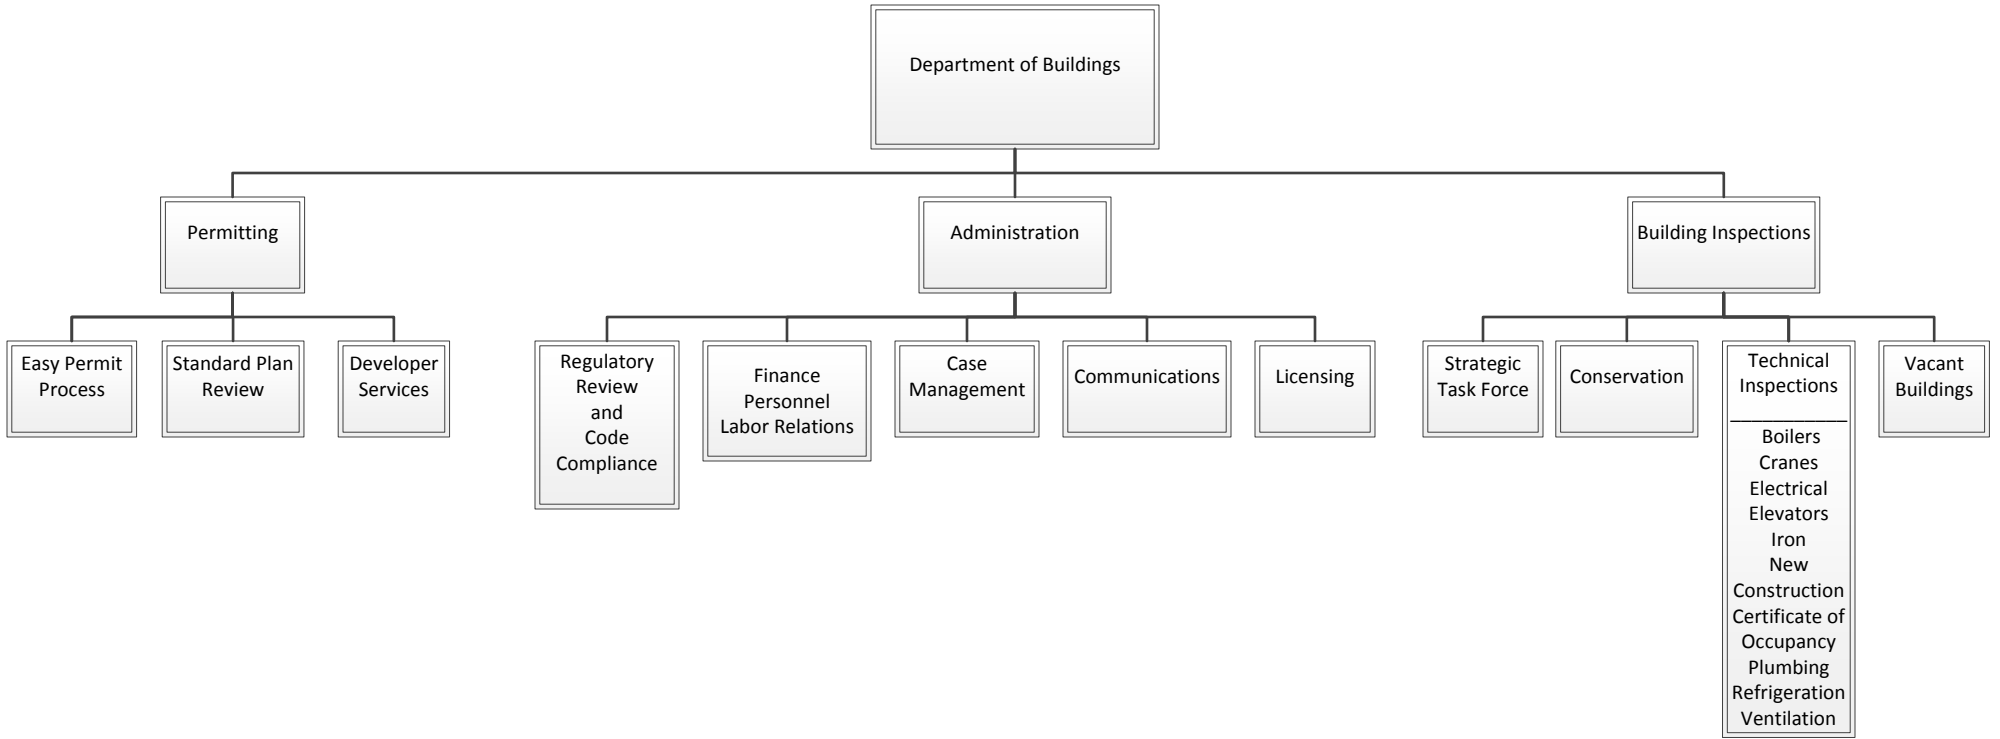 Department of Buildings
Permitting
Administration
Building Inspections
Easy Permit
Process
Standard Plan
Review
Developer
Services
Regulatory
Review
and
Code
Compliance
Finance
Personnel
Labor Relations
Case
Management
Communications
Licensing
Strategic
Task Force
Conservation
Technical
Inspections
Boilers
Cranes
Electrical
Elevators
Iron
New
Construction
Certificate of
Occupancy
Plumbing
Refrigeration
Ventilation
Vacant
Buildings